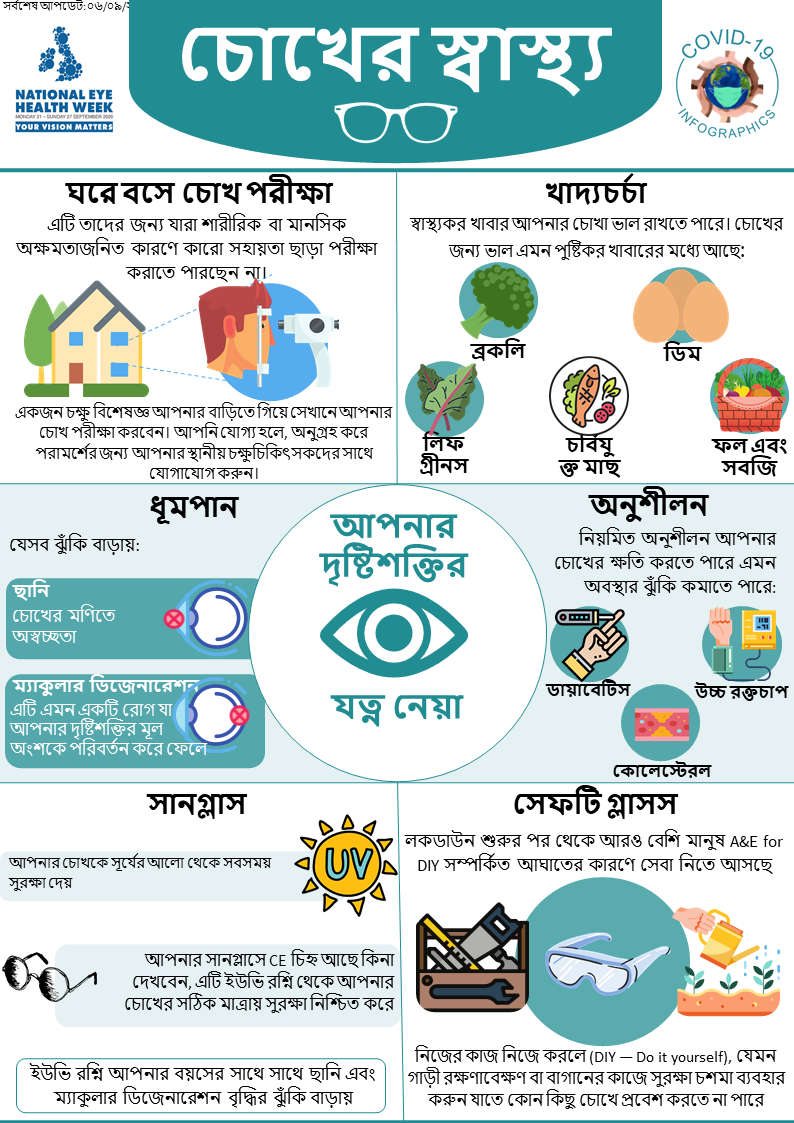 সর্বশেষ আপডেট: ০৬/০৯/২
চোখের স্বাস্থ্য
NATIONAL EYE
HEALTH WEEK
MONDAY 21 – SUNDAY 27 SEPTEMBER 2020
YOUR VISION MATTERS
COVID-19
INFOGRAPHICS
ঘরে বসে চোখ পরীক্ষা
এটি তাদের জন্য যারা শারীরিক বা মানসিক
অক্ষমতাজনিত কারণে কারো সহায়তা ছাড়া পরীক্ষা
করাতে পারছেন না।
একজন চক্ষু বিশেষজ্ঞ আপনার বাড়িতে গিয়ে সেখানে আপনার
চোখ পরীক্ষা করবেন। আপনি যোগ্য হলে, অনুগ্রহ করে
পরামর্শের জন্য আপনার স্থানীয় চক্ষুচিকিৎসকদের সাথে
যোগাযোগ করুন।
খাদ্যচর্চা
স্বাস্থ্যকর খাবার আপনার চোখা ভাল রাখতে পারে। চোখের
জন্য ভাল এমন পুষ্টিকর খাবারের মধ্যে আছে:
ব্রকলি
ডিম
লিফ
গ্রীনস
চর্বিযু
ক্ত মাছ
ফল এবং
সবজি
ধূমপান
যেসব ঝুঁকি বাড়ায়:
ছানি
চোখের মণিতে
অস্বচ্ছতা
ম্যাকুলার ডিজেনারেশন
এটি এমন একটি রোগ যা
আপনার দৃষ্টিশক্তির মূল
অংশকে পরিবর্তন করে ফেলে
আপনার
দৃষ্টিশক্তির
যত্ন নেয়া
অনুশীলন
নিয়মিত অনুশীলন আপনার
চোখের ক্ষতি করতে পারে এমন
অবস্থার ঝুঁকি কমাতে পারে:
ডায়াবেটিস
উচ্চ রক্তচাপ
কোলেস্টেরল
সানগ্লাস
আপনার চোখকে সূর্যের আলো থেকে সবসময়
সুরক্ষা দেয়
UV
আপনার সানগ্লাসে CE চিহ্ন আছে কিনা
দেখবেন, এটি ইউভি রশ্নি থেকে আপনার
চোখের সঠিক মাত্রায় সুরক্ষা নিশ্চিত করে
ইউভি রশ্নি আপনার বয়সের সাথে সাথে ছানি এবং
ম্যাকুলার ডিজেনারেশন বৃদ্ধির ঝুঁকি বাড়ায়
সেফটি গ্লাসস
লকডাউন শুরুর পর থেকে আরও বেশি মানুষ A&E for
DIY সম্পর্কিত আঘাতের কারণে সেবা নিতে আসছে
নিজের কাজ নিজে করলে (DIY — Do it yourself), যেমন
গাড়ী রক্ষণাবেক্ষণ বা বাগানের কাজে সুরক্ষা চশমা ব্যবহার
করুন যাতে কোন কিছু চোখে প্রবেশ করতে না পারে